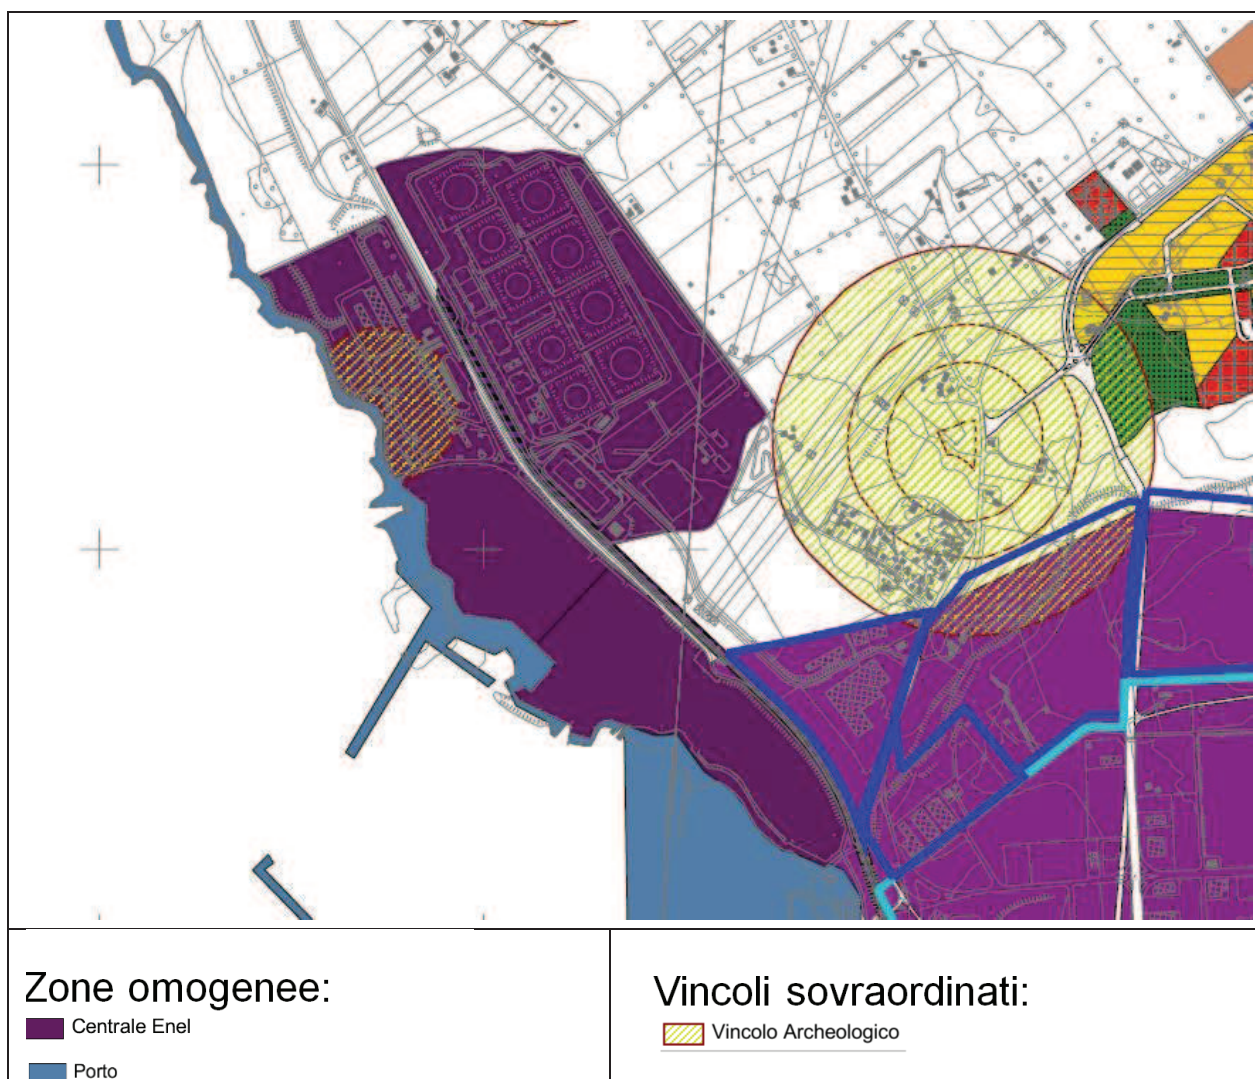 Zone omogenee:
Centrale Enel
Porto
Vincoli sovraordinati:
Vincolo Archeologico